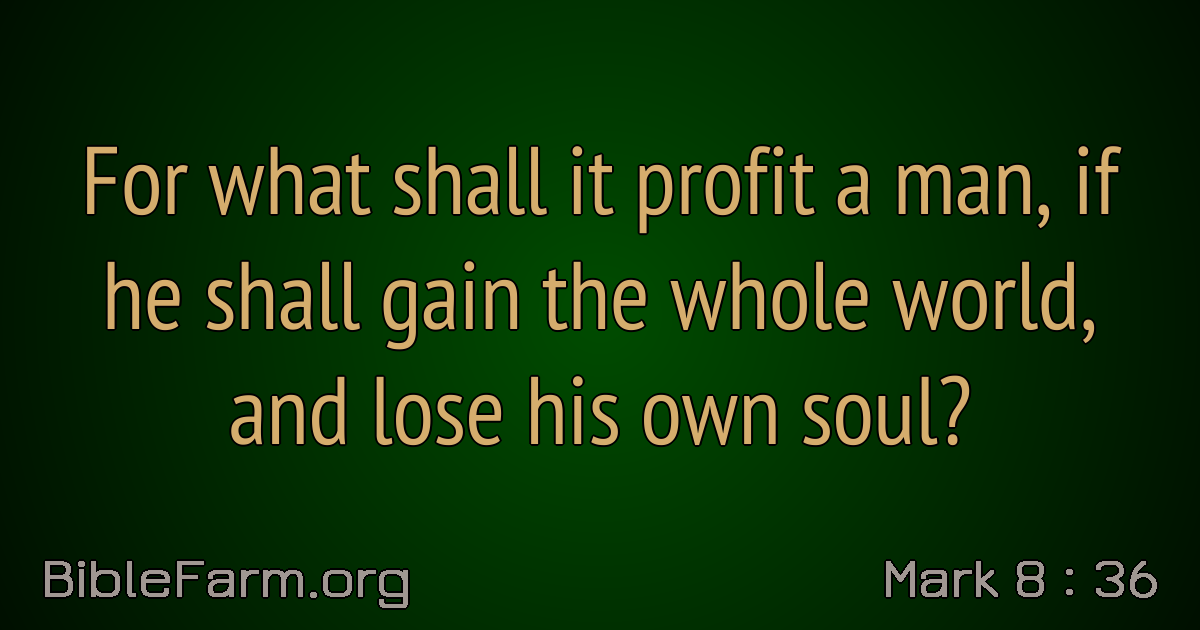 For what shall it profit a man, if
he shall gain the whole world,
and lose his own soul?
BibleFarm.org
Mark 8 : 36